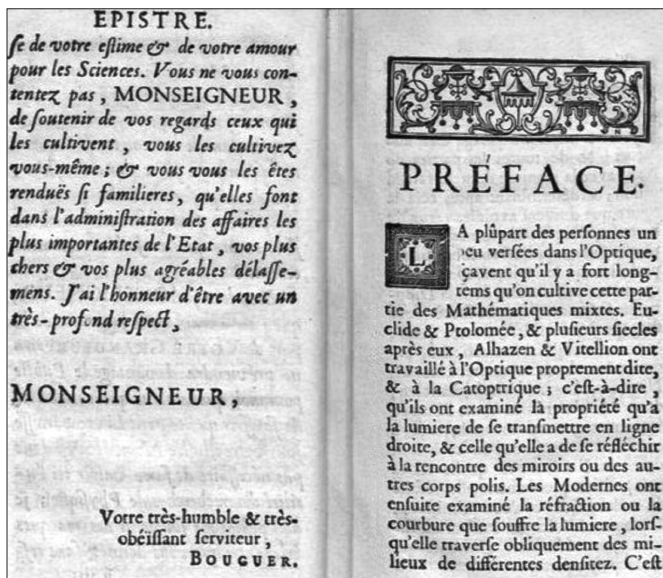 EPISTRE.
ſe de votre eſtime & de votre amour
pour les Sciences. Vous ne vous con-
tentez pas, MONSEIGNEUR,
de ſoutenir de vos regards ceux qui
les cultivent, vous les cultivez
vous-même; & vous vous les êtes
renduës ſi familieres, qu'elles font
dans l'adminiſtration des affaires les
plus importantes de l'Etat, vos plus
chers & vos plus agréables délaſſe-
mens. J'ai l'honneur d'être avec un
très-profond reſpect,
MONSEIGNEUR,
Votre très-humble & très-
obéïſſant ſerviteur,
BOUGUER.
PRÉFACE.
LA plûpart des perſonnes un
peu verſées dans l'Optique,
ſçavent qu'il y a fort long-
tems qu'on cultive cette par-
tie des Mathématiques mixtes. Eu-
clide & Ptolomée, & pluſieurs ſiecles
après eux, Alhazen & Vitellion ont
travaillé à l'Optique proprement dite,
& à la Catoptrique; c'eſt-à-dire,
qu'ils ont examiné la propriété qu'a
la lumiere de ſe tranſmettre en ligne
droite, & celle qu'elle a de ſe réfléchir
à la rencontre des miroirs ou des au-
tres corps polis. Les Modernes ont
enſuite examiné la réfraction ou la
courbure que ſouffre la lumiere, lorſ-
qu'elle traverſe obliquement des mi-
lieux de différentes denſitez. C'eſt